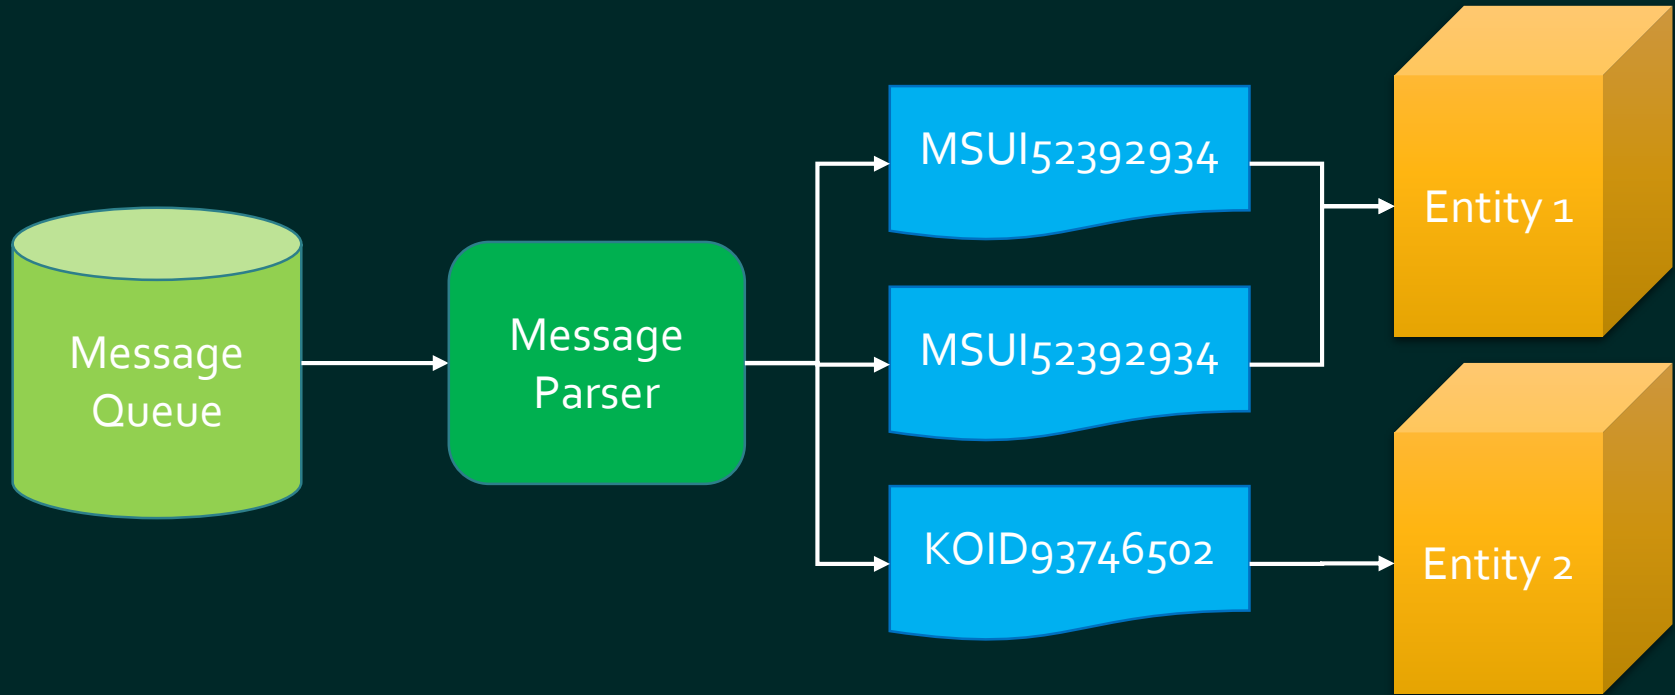 Message
Queue
Message
Parser
MSUI52392934
MSUI52392934
KOID93746502
Entity 1
Entity 2